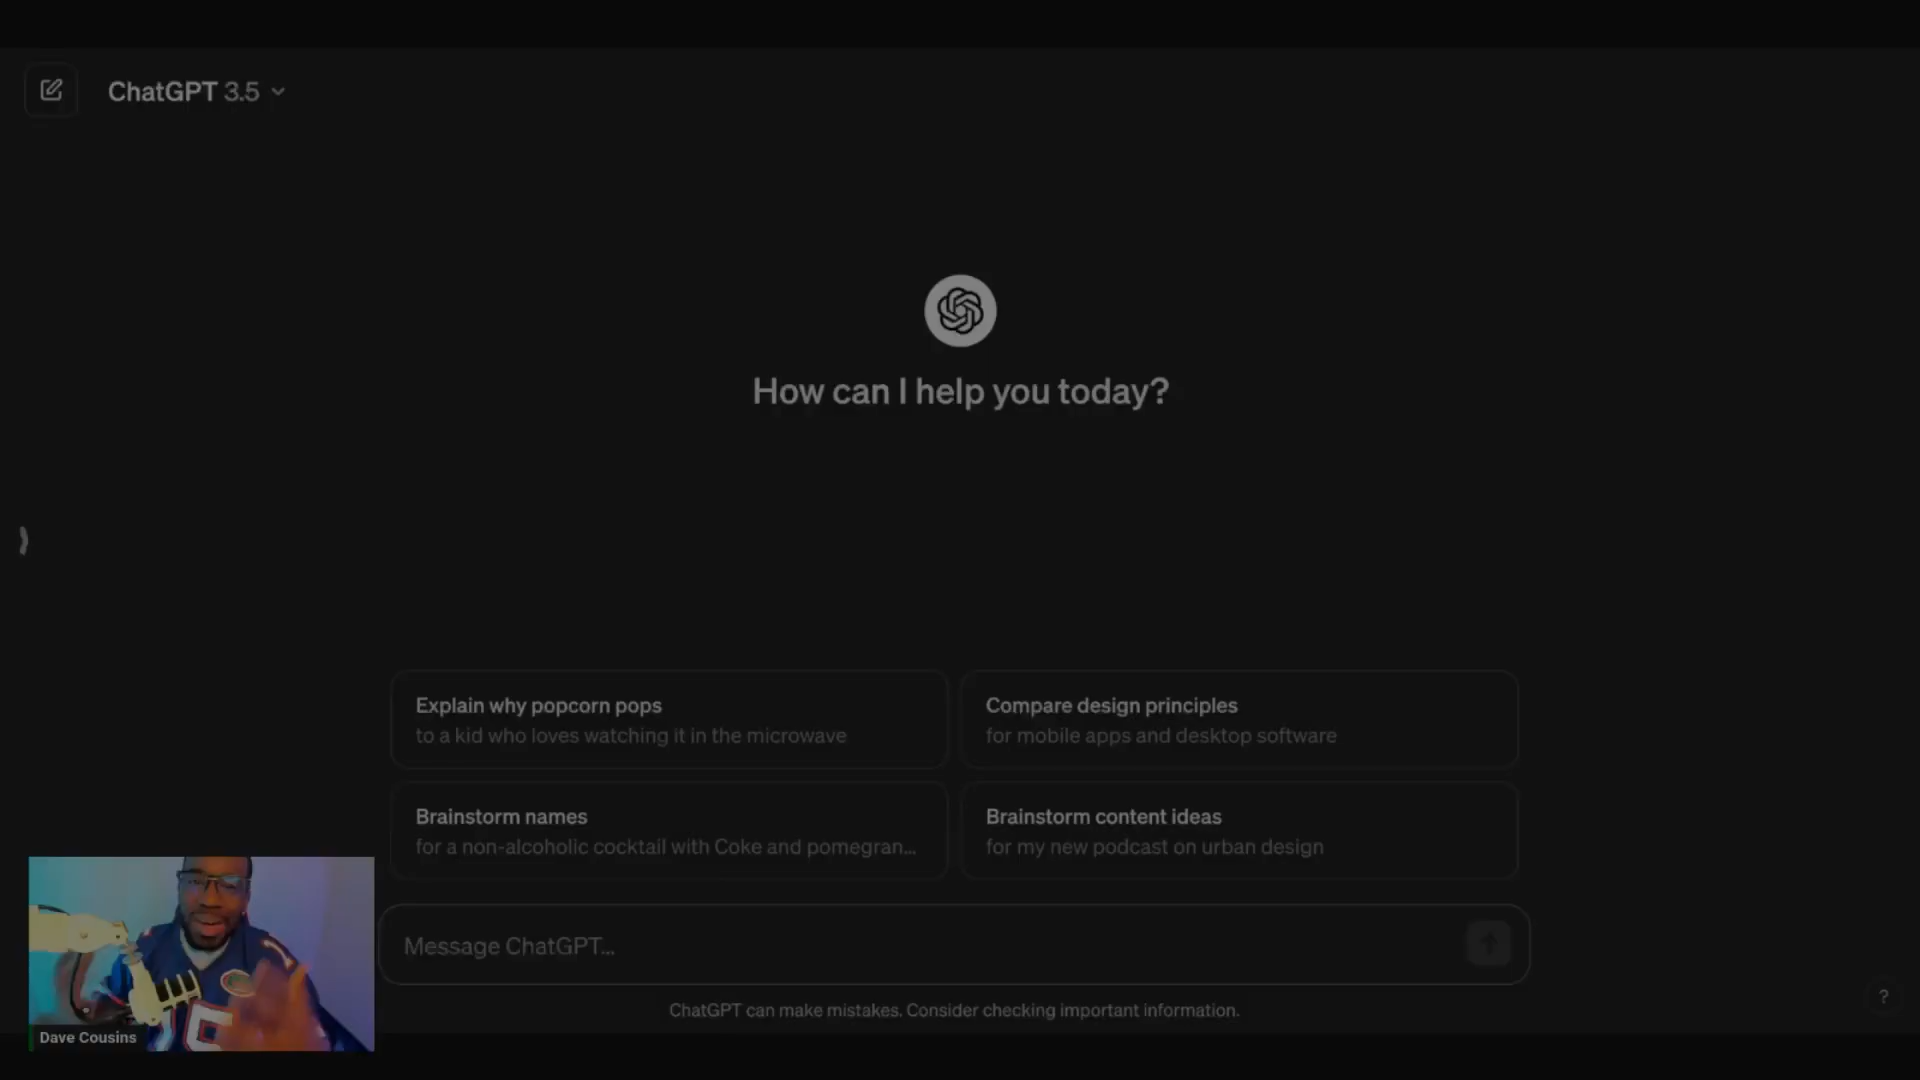 ChatGPT 3.5
How can I help you today?
Explain why popcorn pops
to a kid who loves watching it in the microwave
Compare design principles
for mobile apps and desktop software
Brainstorm names
for a non-alcoholic cocktail with Coke and pomegran...
Brainstorm content ideas
for my new podcast on urban design
Message ChatGPT...
ChatGPT can make mistakes. Consider checking important information.
?
Dave Cousins